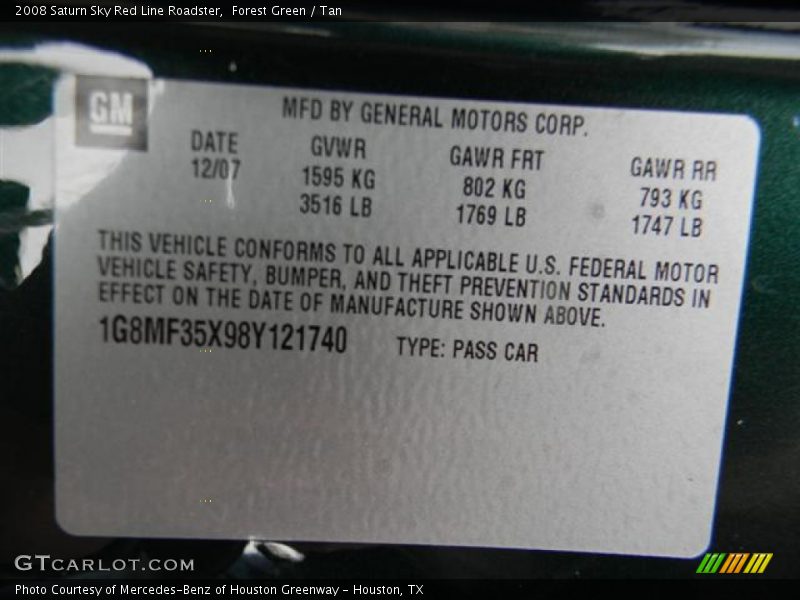 2008 Saturn Sky Red Line Roadster,  Forest Green / Tan
GM
MFD BY GENERAL MOTORS CORP.
DATE GVWR GAWR FRT GAWR RR
12/07 1595 KG 802 KG 793 KG
3516 LB 1769 LB 1747 LB
THIS VEHICLE CONFORMS TO ALL APPLICABLE U.S. FEDERAL MOTOR
VEHICLE SAFETY, BUMPER, AND THEFT PREVENTION STANDARDS IN
EFFECT ON THE DATE OF MANUFACTURE SHOWN ABOVE.
1G8MF35X98Y121740 TYPE: PASS CAR
GTCARLOT.COM
Photo Courtesy of Mercedes-Benz of Houston Greenway - Houston, TX